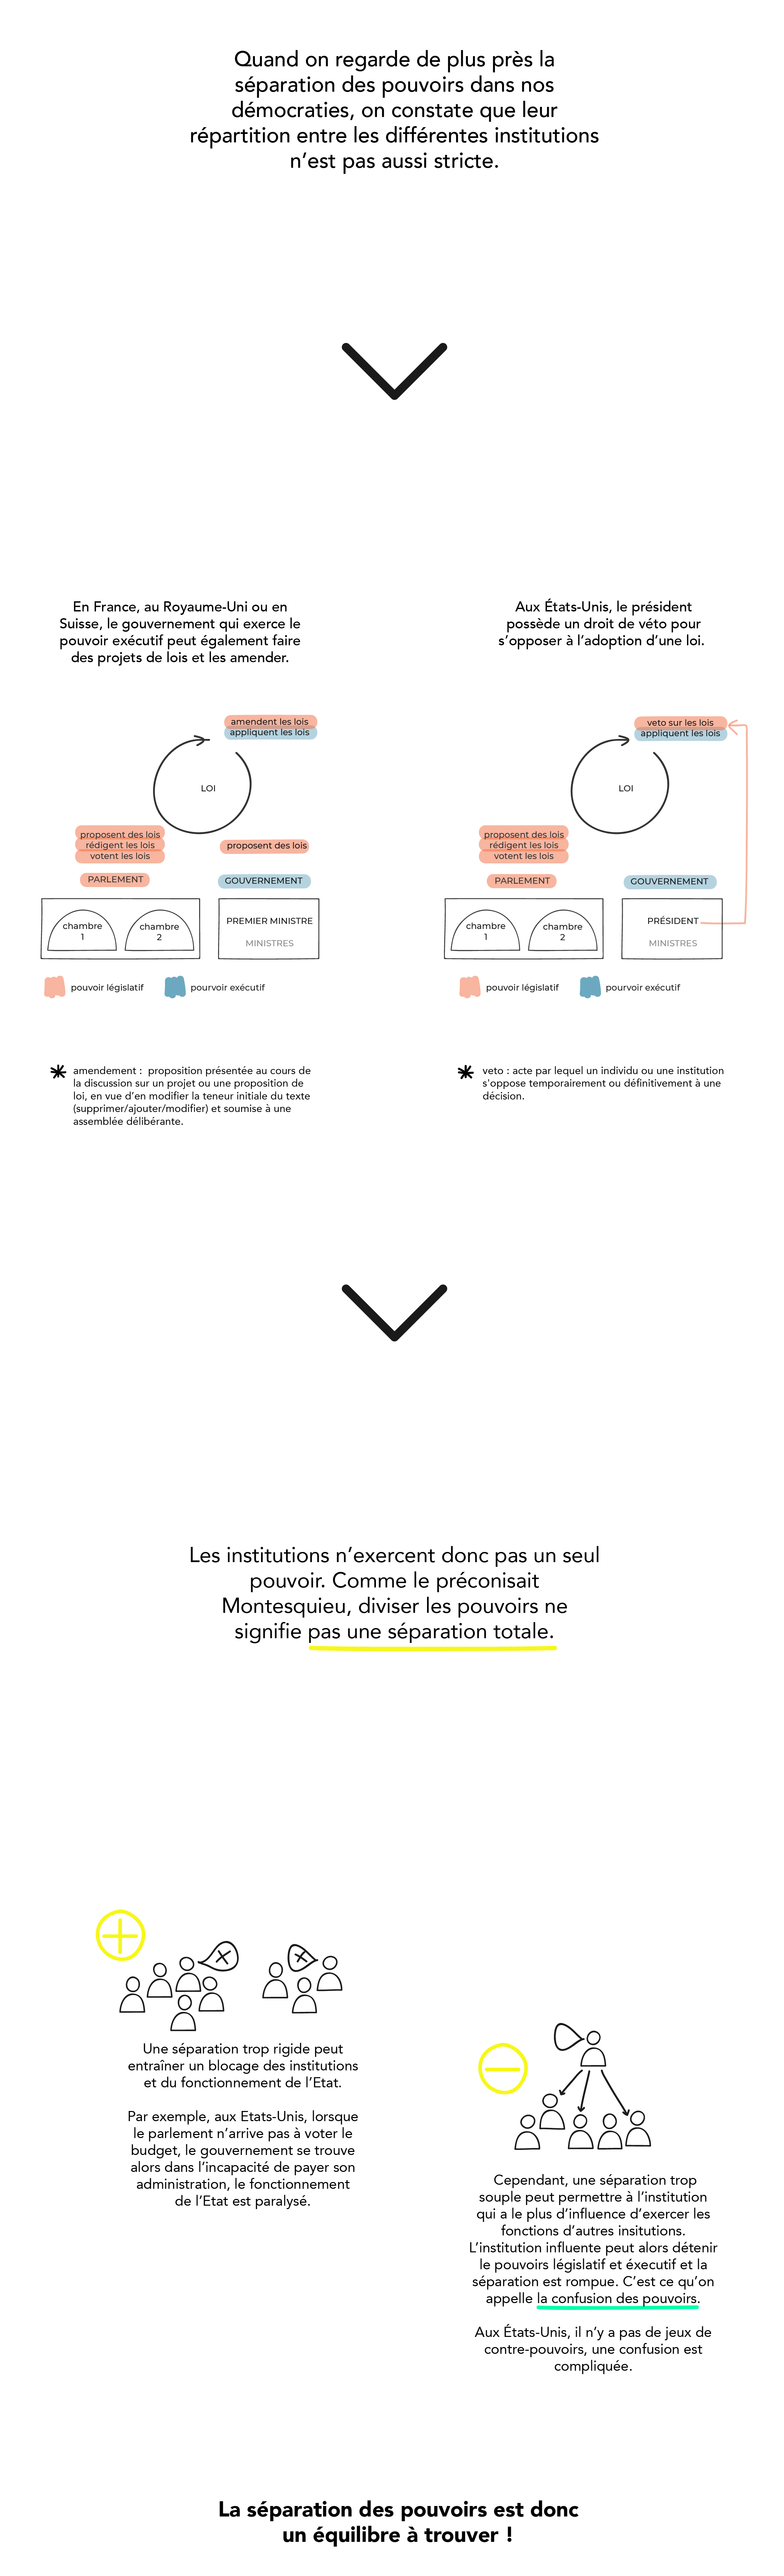 Quand on regarde de plus près la
séparation des pouvoirs dans nos
démocraties, on constate que leur
répartition entre les différentes institutions
n'est pas aussi stricte.
En France, au Royaume-Uni ou en
Suisse, le gouvernement qui exerce le
pouvoir exécutif peut également faire
des projets de lois et les amender.
amendent les lois
appliquent les lois
LOI
proposent des lois
rédigent les lois
votent les lois
proposent des lois
PARLEMENT
GOUVERNEMENT
chambre
1
chambre
2
PREMIER MINISTRE
MINISTRES
pouvoir législatif
pourvoir exécutif
amendement :  proposition présentée au cours de
la discussion sur un projet ou une proposition de
loi, en vue d'en modifier la teneur initiale du texte
(supprimer/ajouter/modifier) et soumise à une
assemblée délibérante.
Aux États-Unis, le président
possède un droit de véto pour
s'opposer à l'adoption d'une loi.
veto sur les lois
appliquent les lois
LOI
proposent des lois
rédigent les lois
votent les lois
PARLEMENT
GOUVERNEMENT
chambre
1
chambre
2
PRÉSIDENT
MINISTRES
pouvoir législatif
pourvoir exécutif
veto : acte par lequel un individu ou une institution
s'oppose temporairement ou définitivement à une
décision.
Les institutions n'exercent donc pas un seul
pouvoir. Comme le préconisait
Montesquieu, diviser les pouvoirs ne
signifie pas une séparation totale.
Une séparation trop rigide peut
entraîner un blocage des institutions
et du fonctionnement de l'Etat.
Par exemple, aux Etats-Unis, lorsque
le parlement n'arrive pas à voter le
budget, le gouvernement se trouve
alors dans l'incapacité de payer son
administration, le fonctionnement
de l'Etat est paralysé.
Cependant, une séparation trop
souple peut permettre à l'institution
qui a le plus d'influence d'exercer les
fonctions d'autres insitutions.
L'institution influente peut alors détenir
le pouvoirs législatif et éxecutif et la
séparation est rompue. C'est ce qu'on
appelle la confusion des pouvoirs.
Aux États-Unis, il n'y a pas de jeux de
contre-pouvoirs, une confusion est
compliquée.
La séparation des pouvoirs est donc
un équilibre à trouver !